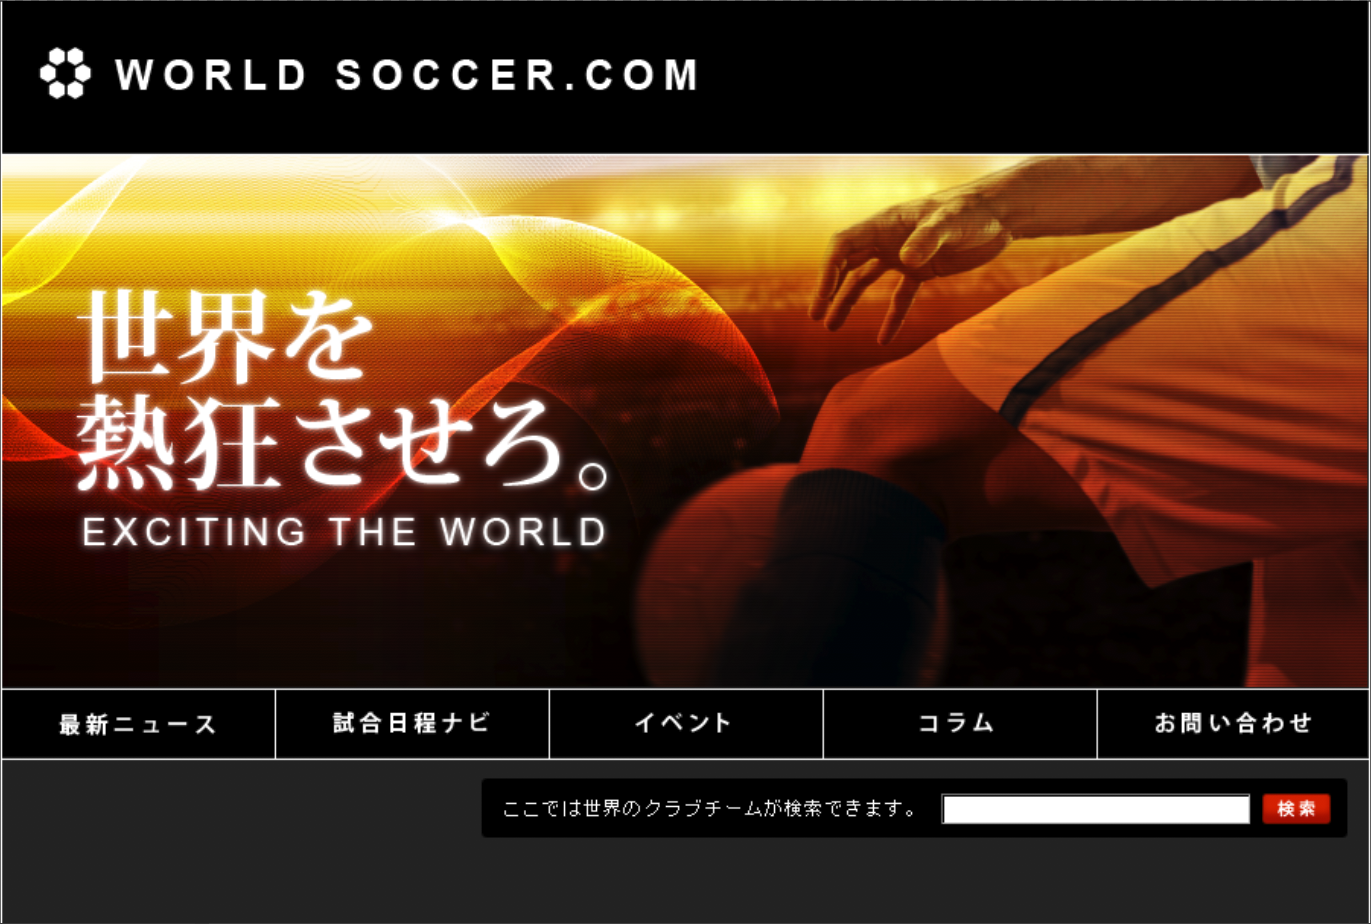 WORLD SOCCER.COM
世界を
熱狂させろ。
EXCITING THE WORLD
最新ニュース
試合日程ナビ
イベント
コラム
お問い合わせ
ここでは世界のクラブチームが検索できます。 検索